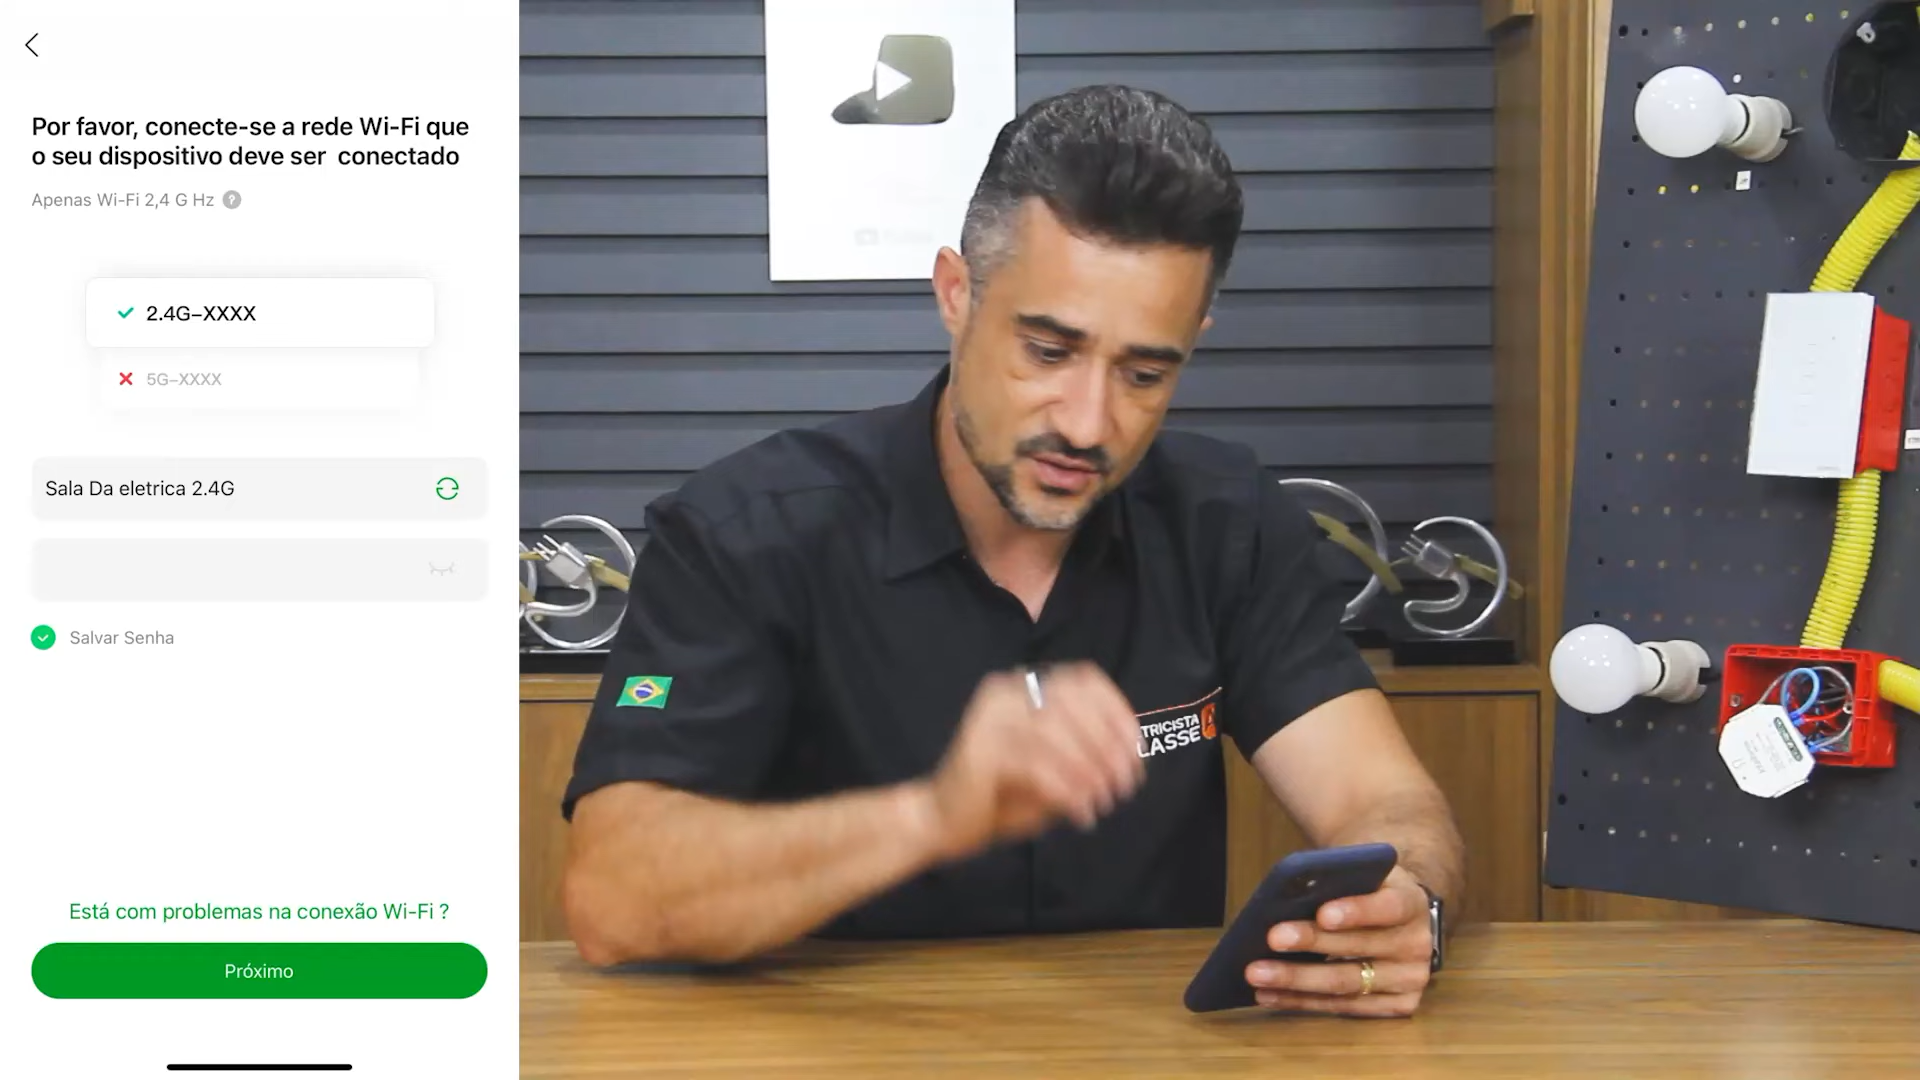 Por favor, conecte-se a rede Wi-Fi que
o seu dispositivo deve ser conectado
Apenas Wi-Fi 2,4 G Hz ?
2.4G–XXXX
5G–XXXX
Sala Da eletrica 2.4G
Salvar Senha
Está com problemas na conexão Wi-Fi ?
Próximo
TRICISTA
LASSE A